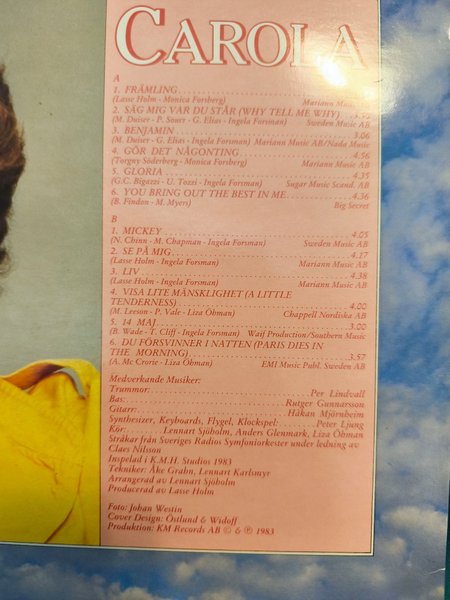 CAROLA
A
1. FRÄMLING
(Lasse Holm - Monica Forsberg) Mariann Music
2. SÄG MIG VAR DU STÅR (WHY TELL ME WHY)
(M. Duiser - P. Souer - G. Elias - Ingela Forsman) Sweden Music AB
3. BENJAMIN 3.06
(M. Duiser - G. Elias - Ingela Forsman) Mariann Music AB/Nada Music
4. GÖR DET NÅGONTING 4.56
(Torgny Söderberg - Monica Forsberg) Mariann Music AB
5. GLORIA 4.35
(G.C. Bigazzi - U. Tozzi - Ingela Forsman) Sugar Music Scand. AB
6. YOU BRING OUT THE BEST IN ME 4.36
(B. Findon - M. Myers) Big Secret
B
1. MICKEY 4.05
(N. Chinn - M. Chapman - Ingela Forsman) Sweden Music AB
2. SE PÅ MIG 4.17
(Lasse Holm - Ingela Forsman) Mariann Music AB
3. LIV 4.38
(Lasse Holm - Ingela Forsman) Mariann Music AB
4. VISA LITE MÄNSKLIGHET (A LITTLE
TENDERNESS) 4.00
(M. Leeson - P. Vale - Liza Öhman) Chappell Nordiska AB
5. 14 MAJ 3.00
(B. Wade - T. Cliff - Ingela Forsman) Waif Production/Southern Music
6. DU FÖRSVINNER I NATTEN (PARIS DIES IN
THE MORNING) 3.57
(A. Mc Crorie - Liza Öhman) EMI Music Publ. Sweden AB
Medverkande Musiker:
Trummor: Per Lindvall
Bas: Rutger Gunnarsson
Gitarr: Håkan Mjörnheim
Synthesizer, Keyboards, Flygel, Klockspel: Peter Ljung
Kör: Lennart Sjöholm, Anders Glenmark, Liza Öhman
Stråkar från Sveriges Radios Symfoniorkester under ledning av
Claes Nilsson
Inspelad i K.M.H. Studios 1983
Tekniker: Åke Grahn, Lennart Karlsmyr
Arrangerad av Lennart Sjöholm
Producerad av Lasse Holm
Foto: Johan Westin
Cover Design: Östlund & Widoff
Produktion: KM Records AB © & ℗ 1983